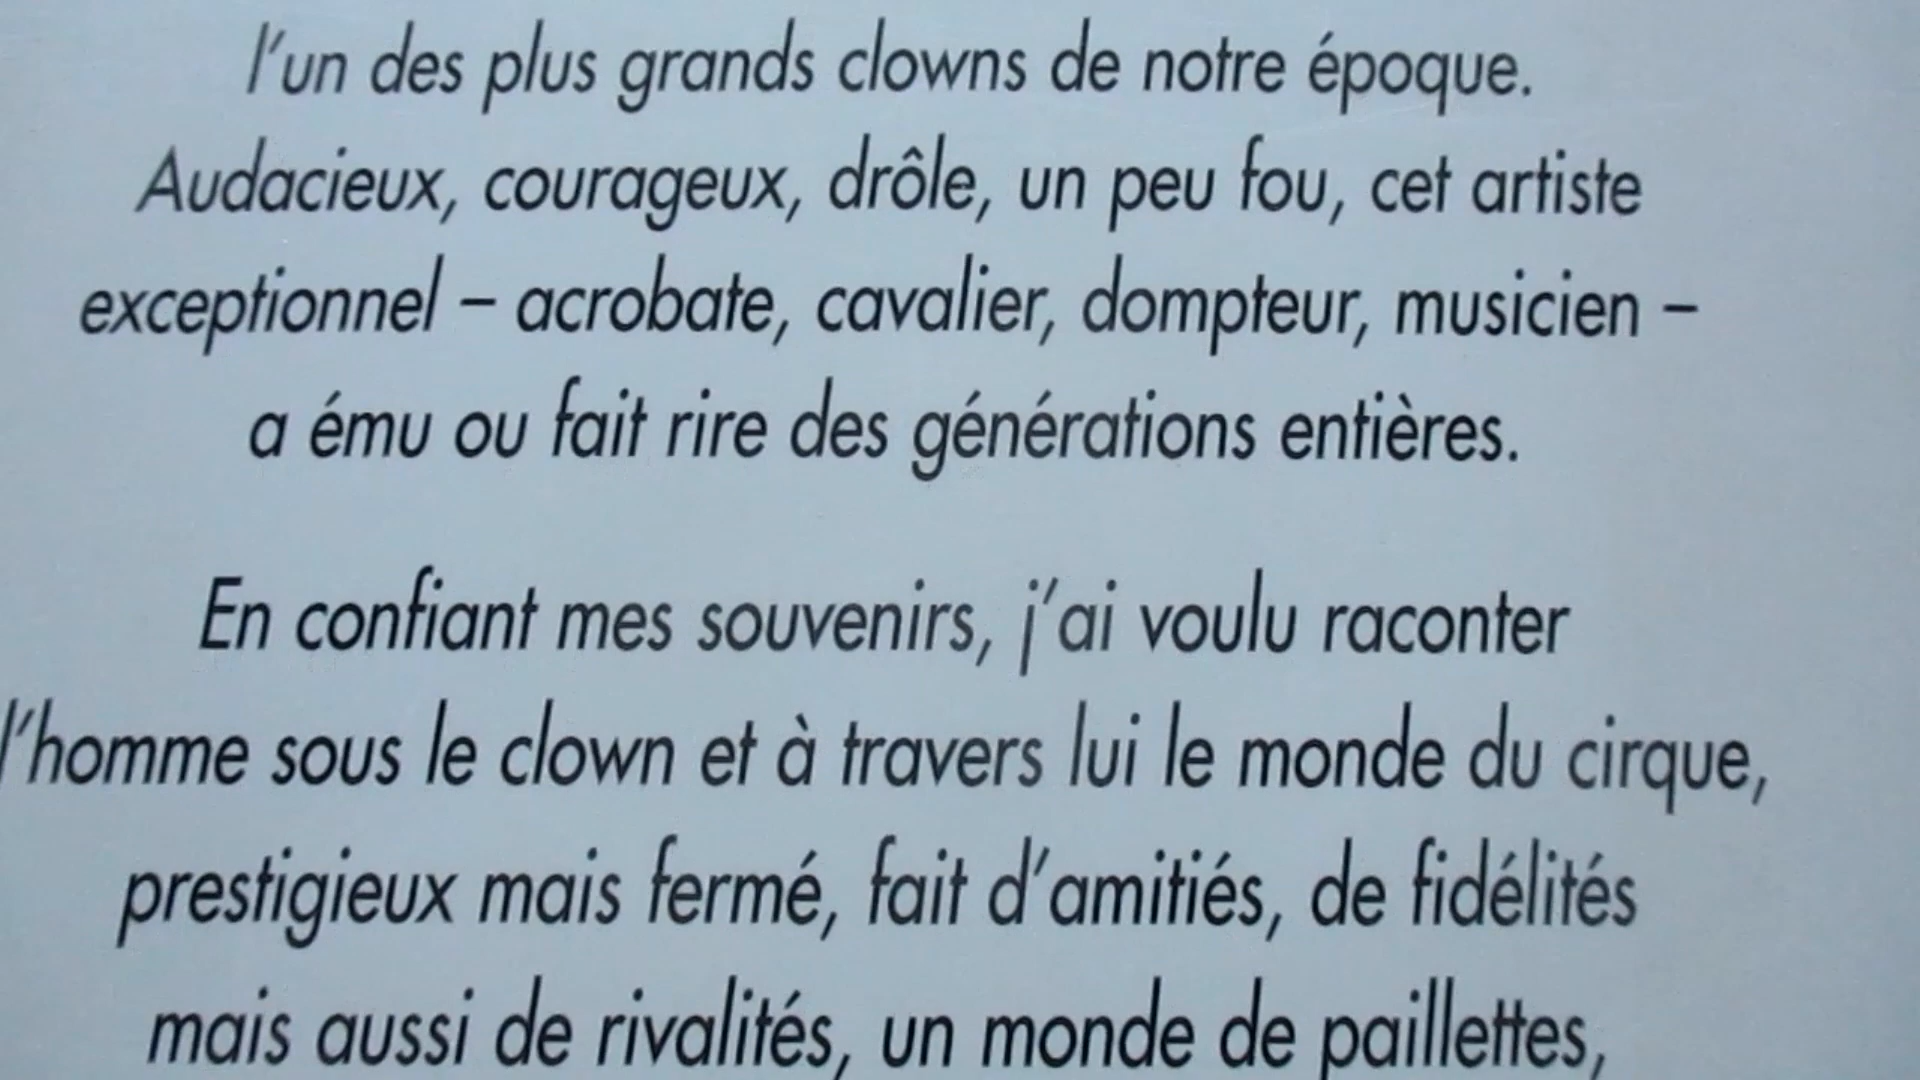 l'un des plus grands clowns de notre époque.
Audacieux, courageux, drôle, un peu fou, cet artiste
exceptionnel – acrobate, cavalier, dompteur, musicien –
a ému ou fait rire des générations entières.
En confiant mes souvenirs, j'ai voulu raconter
l'homme sous le clown et à travers lui le monde du cirque,
prestigieux mais fermé, fait d'amitiés, de fidélités
mais aussi de rivalités, un monde de paillettes,